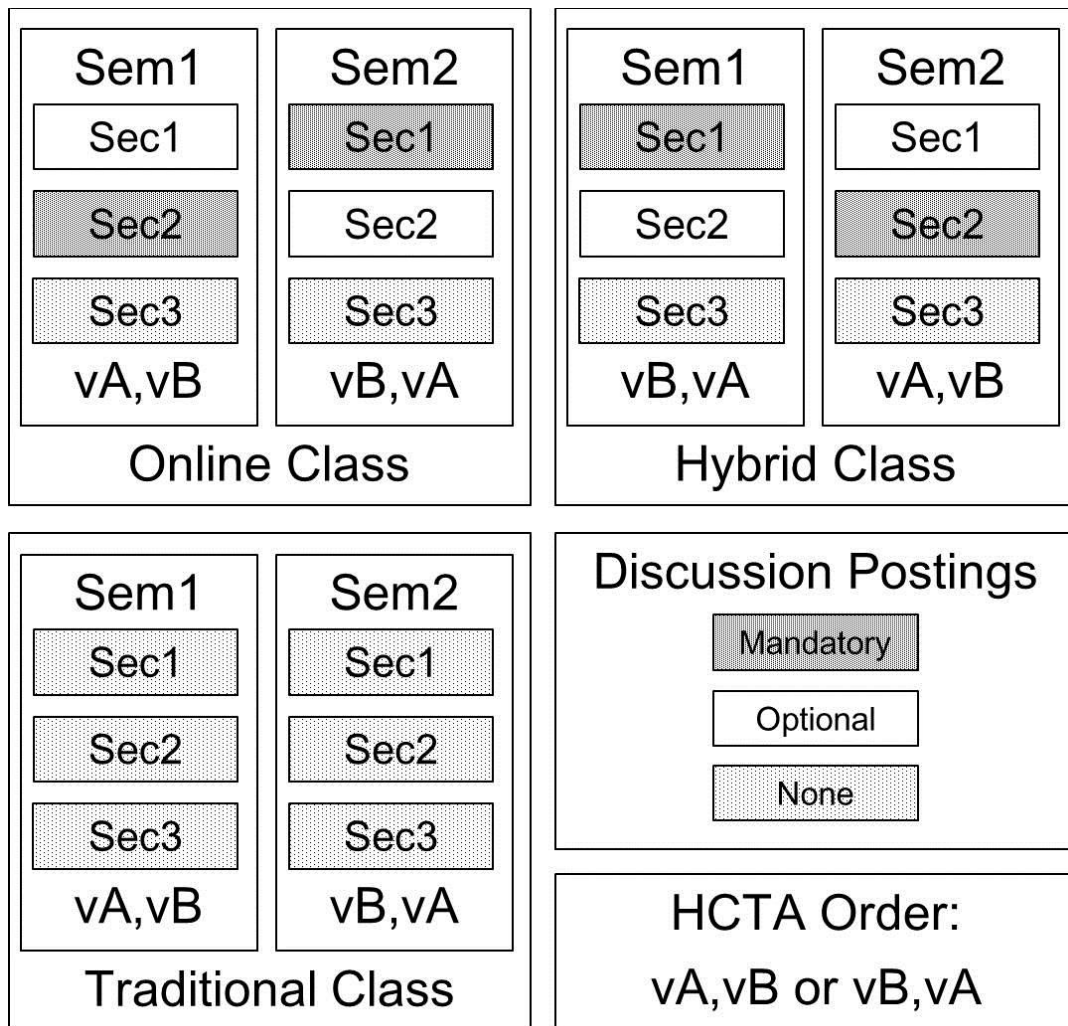 Sem1
Sec1
Sec2
Sec3
vA,vB
Sem2
Sec1
Sec2
Sec3
vB,vA
Online Class
Sem1
Sec1
Sec2
Sec3
vB,vA
Sem2
Sec1
Sec2
Sec3
vA,vB
Hybrid Class
Sem1
Sec1
Sec2
Sec3
vA,vB
Sem2
Sec1
Sec2
Sec3
vB,vA
Traditional Class
Discussion Postings
Mandatory
Optional
None
HCTA Order:
vA,vB or vB,vA